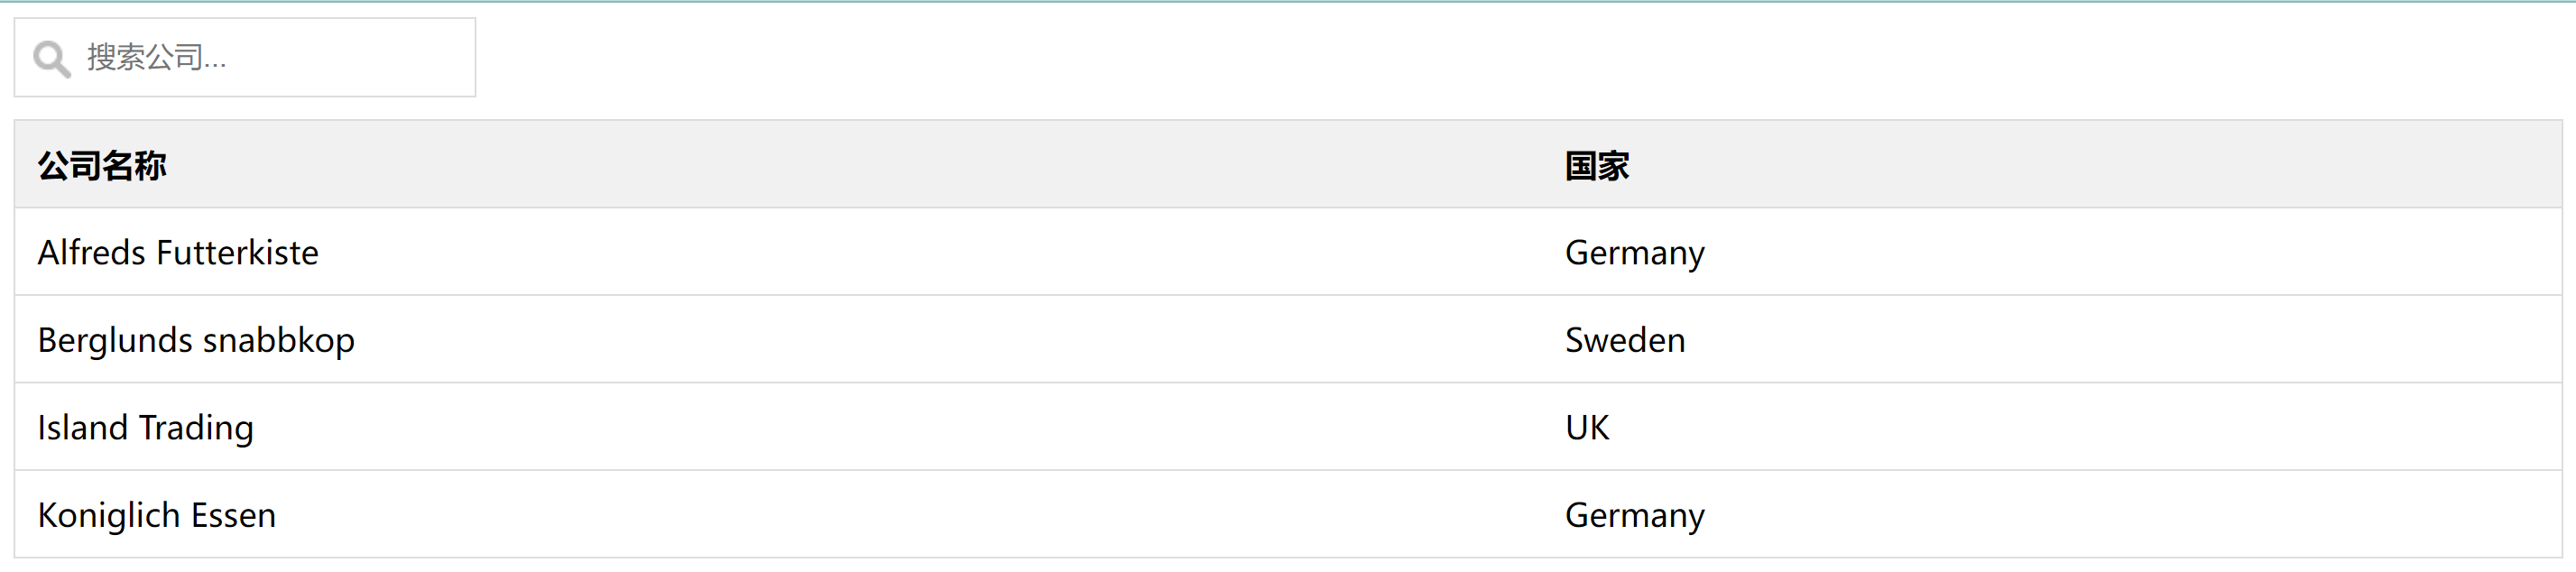 搜索公司...
公司名称 国家
Alfreds Futterkiste Germany
Berglunds snabbkop Sweden
Island Trading UK
Koniglich Essen Germany